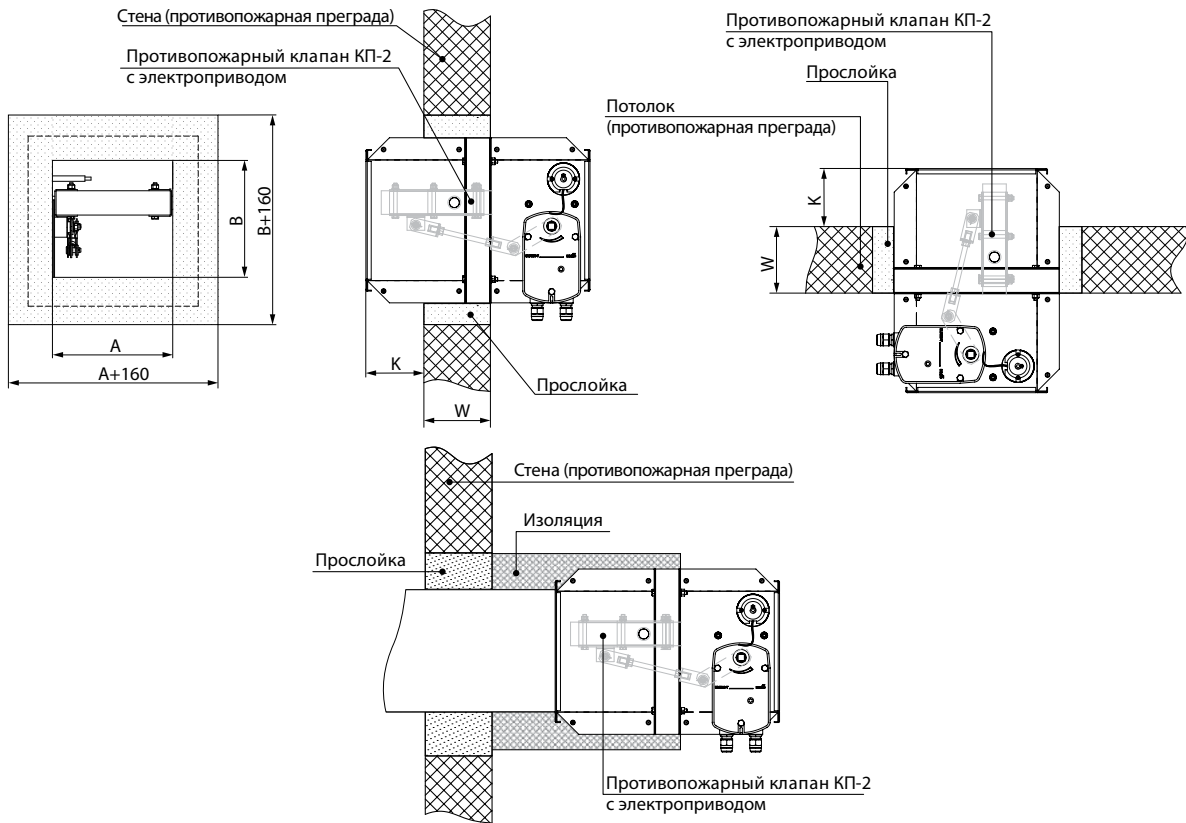 Стена (противопожарная преграда)
Противопожарный клапан КП-2
с электроприводом
B
B+160
A
A+160
K
W
Прослойка
Противопожарный клапан КП-2
с электроприводом
Прослойка
Потолок
(противопожарная преграда)
K
W
Стена (противопожарная преграда)
Изоляция
Прослойка
Противопожарный клапан КП-2
с электроприводом